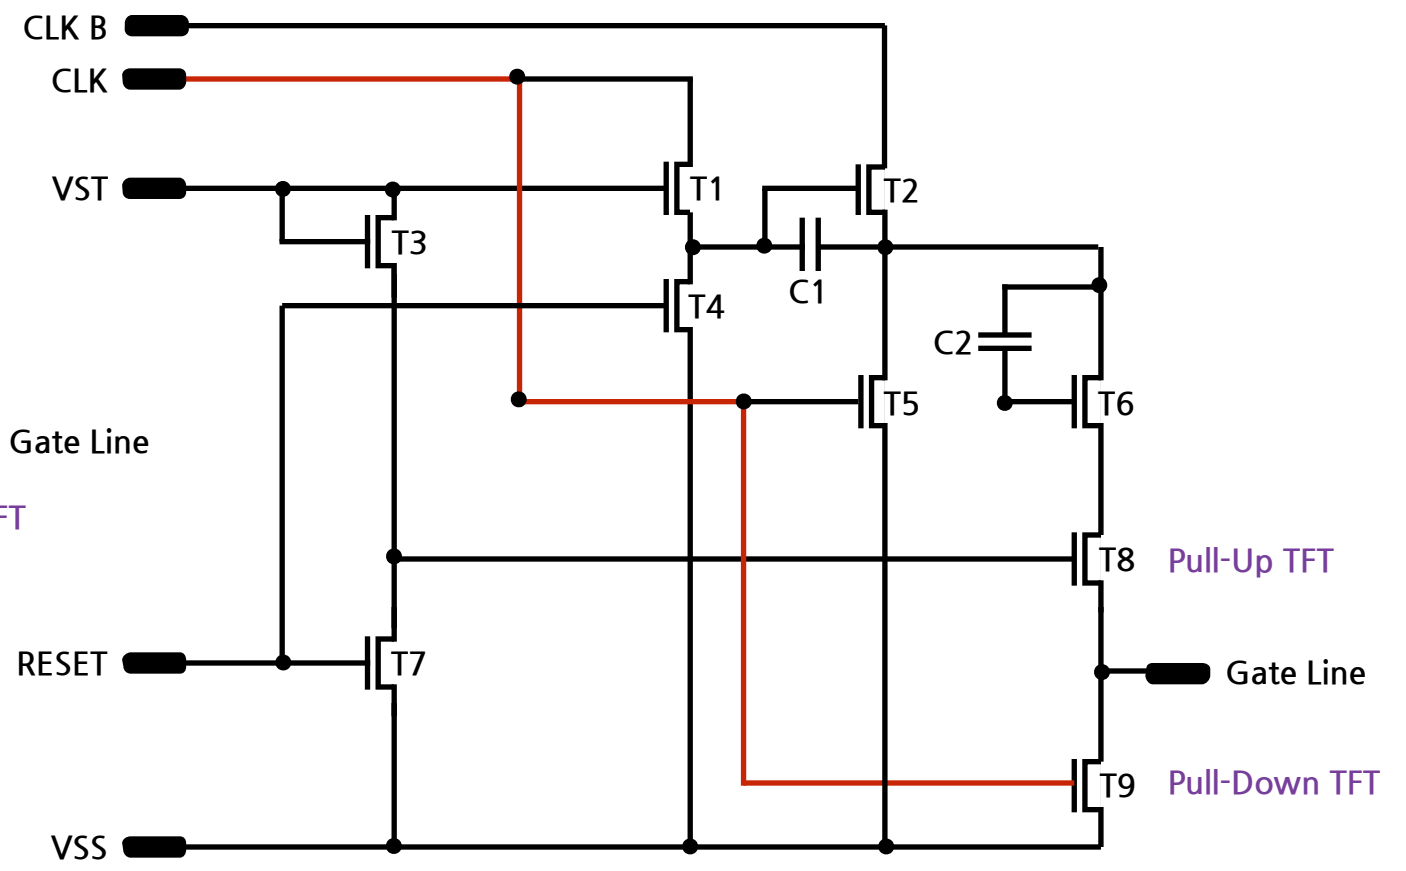 CLK B
CLK
VST
T1
T2
T3
C1
T4
C2
T5
T6
Gate Line
FT
T8 Pull-Up TFT
RESET
T7
Gate Line
T9 Pull-Down TFT
VSS